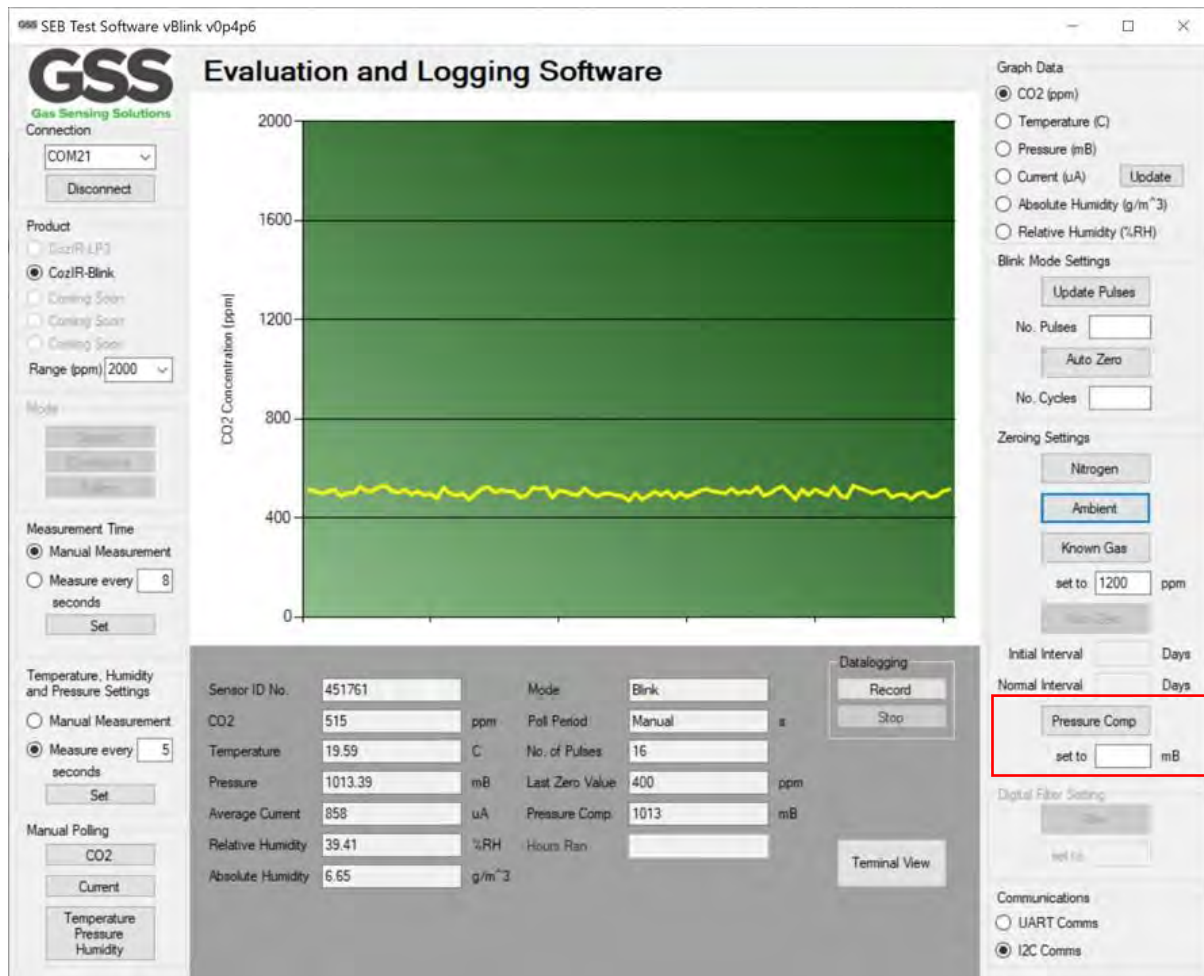 GSS SEB Test Software vBlink v0p4p6
GSS
Gas Sensing Solutions
Evaluation and Logging Software
Connection
COM21
Disconnect
Product
CozIR-LP3
CozIR-Blink
Coming Soon
Coming Soon
Coming Soon
Range (ppm) 2000
Mode
Measurement Time
Manual Measurement
Measure every 8
seconds
Set
Temperature, Humidity
and Pressure Settings
Manual Measurement
Measure every 5
seconds
Set
Manual Polling
CO2
Current
Temperature
Pressure
Humidity
CO2 Concentration (ppm)
2000
1600
1200
800
400
0
Sensor ID No. 451761
CO2 515 ppm
Temperature 19.59 C
Pressure 1013.39 mB
Average Current 858 uA
Relative Humidity 39.41 %RH
Absolute Humidity 6.65 g/m^3
Mode Blink
Poll Period Manual s
No. of Pulses 16
Last Zero Value 400 ppm
Pressure Comp. 1013 mB
Hours Ran
Datalogging
Record
Stop
Terminal View
Graph Data
CO2 (ppm)
Temperature (C)
Pressure (mB)
Current (uA) Update
Absolute Humidity (g/m^3)
Relative Humidity (%RH)
Blink Mode Settings
Update Pulses
No. Pulses
Auto Zero
No. Cycles
Zeroing Settings
Nitrogen
Ambient
Known Gas
set to 1200 ppm
Initial Interval Days
Normal Interval Days
Pressure Comp
set to mB
Digital Filter Setting
set to
Communications
UART Comms
I2C Comms